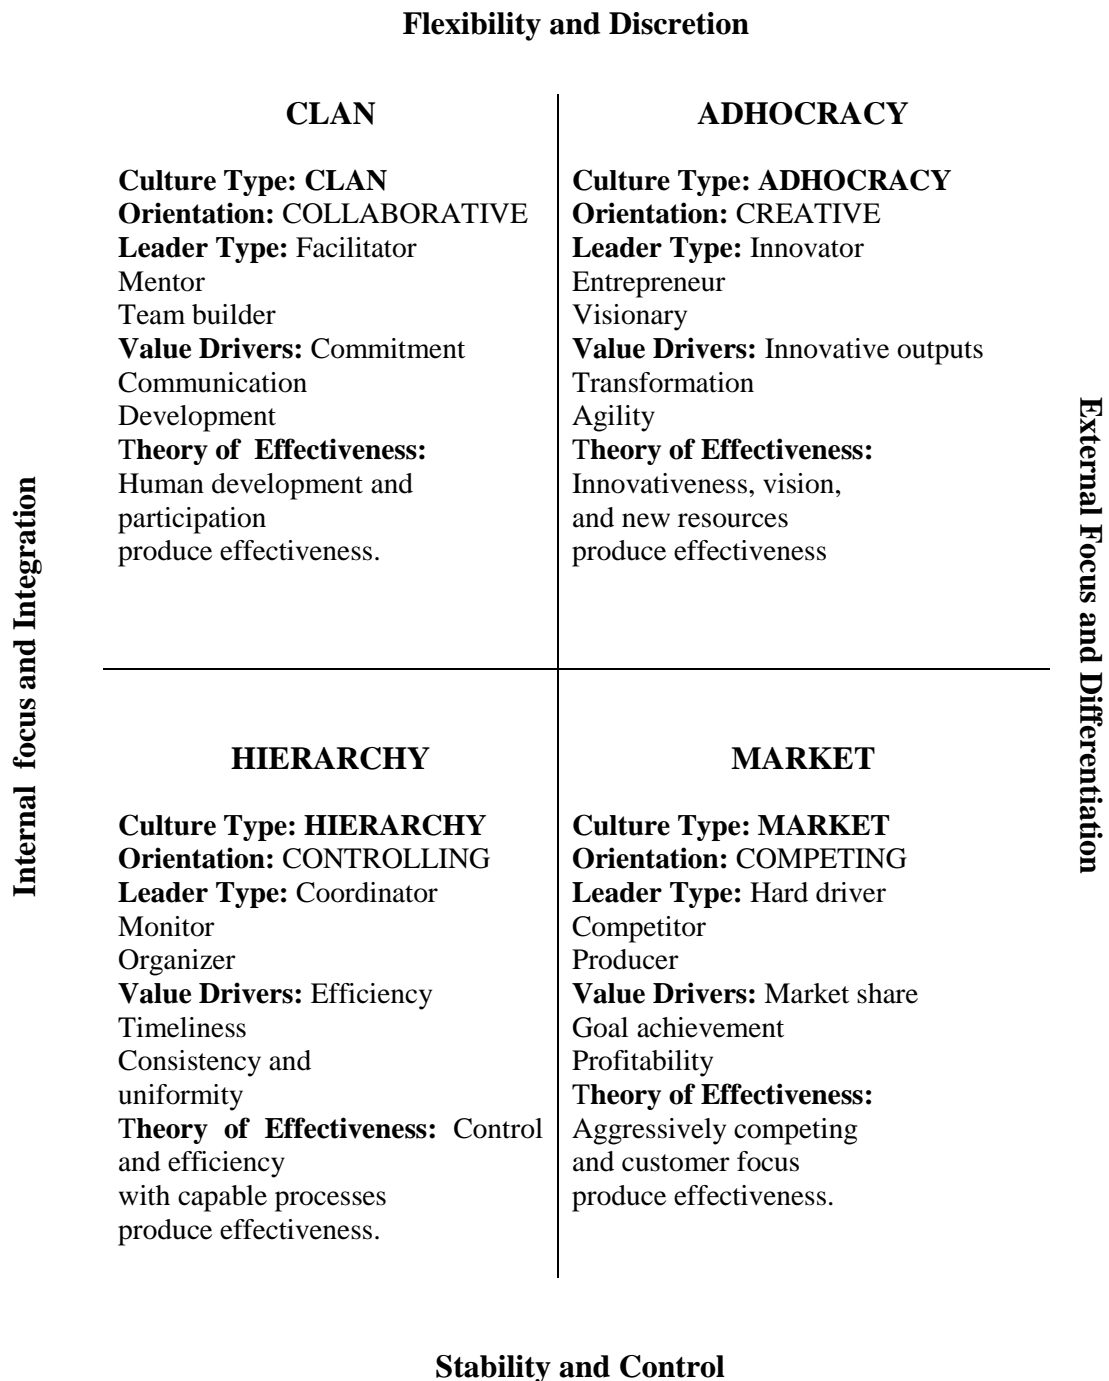 Flexibility and Discretion
CLAN
Culture Type: CLAN
Orientation: COLLABORATIVE
Leader Type: Facilitator
Mentor
Team builder
Value Drivers: Commitment
Communication
Development
Theory of Effectiveness:
Human development and
participation
produce effectiveness.
ADHOCRACY
Culture Type: ADHOCRACY
Orientation: CREATIVE
Leader Type: Innovator
Entrepreneur
Visionary
Value Drivers: Innovative outputs
Transformation
Agility
Theory of Effectiveness:
Innovativeness, vision,
and new resources
produce effectiveness
Internal focus and Integration
External Focus and Differentiation
HIERARCHY
Culture Type: HIERARCHY
Orientation: CONTROLLING
Leader Type: Coordinator
Monitor
Organizer
Value Drivers: Efficiency
Timeliness
Consistency and
uniformity
Theory of Effectiveness: Control
and efficiency
with capable processes
produce effectiveness.
MARKET
Culture Type: MARKET
Orientation: COMPETING
Leader Type: Hard driver
Competitor
Producer
Value Drivers: Market share
Goal achievement
Profitability
Theory of Effectiveness:
Aggressively competing
and customer focus
produce effectiveness.
Stability and Control